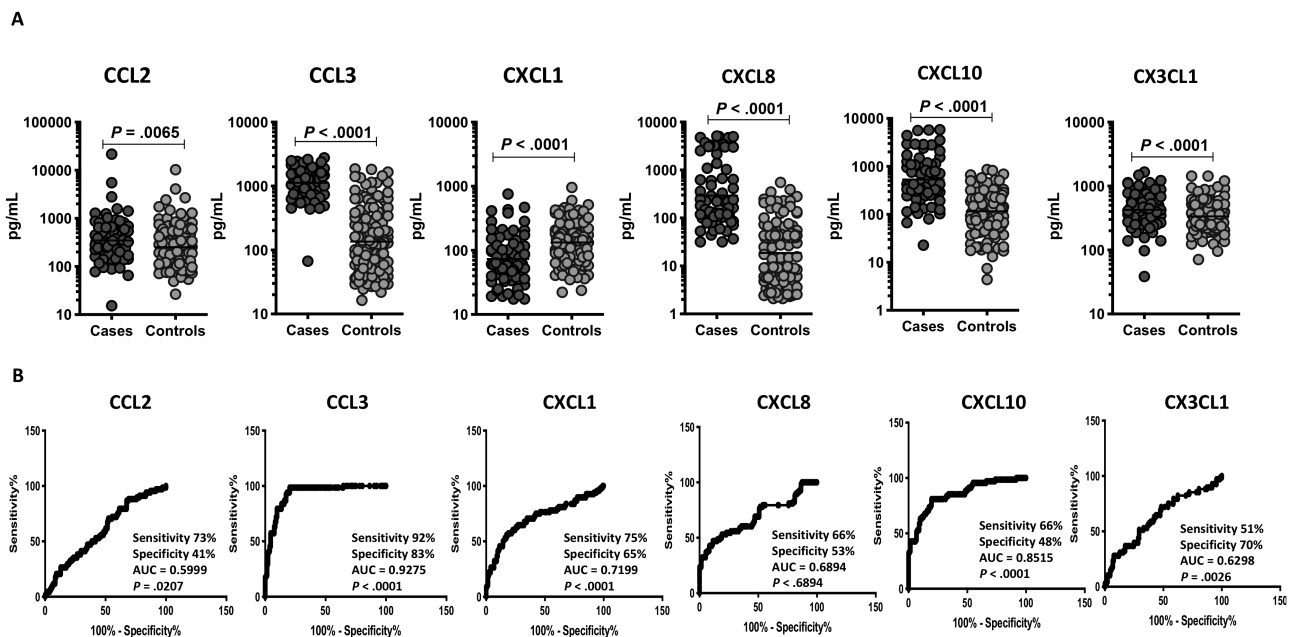 A
CCL2
CCL3
CXCL1
CXCL8
CXCL10
CX3CL1
P = .0065
P < .0001
P < .0001
P < .0001
P < .0001
P < .0001
pg/mL
100000
10000
1000
100
10
Cases Controls
pg/mL
10000
1000
100
10
Cases Controls
pg/mL
10000
1000
100
10
Cases Controls
pg/mL
10000
1000
100
10
1
Cases Controls
pg/mL
10000
1000
100
10
1
Cases Controls
pg/mL
10000
1000
100
10
Cases Controls
B
CCL2
Sensitivity%
150
100
50
0
0 50 100 150
100% - Specificity%
Sensitivity 73%
Specificity 41%
AUC = 0.5999
P = .0207
CCL3
Sensitivity%
150
100
50
0
0 50 100 150
100% - Specificity%
Sensitivity 92%
Specificity 83%
AUC = 0.9275
P < .0001
CXCL1
Sensitivity%
150
100
50
0
0 50 100 150
100% - Specificity%
Sensitivity 75%
Specificity 65%
AUC = 0.7199
P < .0001
CXCL8
Sensitivity%
150
100
50
0
0 50 100 150
100% - Specificity%
Sensitivity 66%
Specificity 53%
AUC = 0.6894
P < .6894
CXCL10
Sensitivity%
150
100
50
0
0 50 100 150
100% - Specificity%
Sensitivity 66%
Specificity 48%
AUC = 0.8515
P < .0001
CX3CL1
Sensitivity%
150
100
50
0
0 50 100 150
100% - Specificity%
Sensitivity 51%
Specificity 70%
AUC = 0.6298
P = .0026